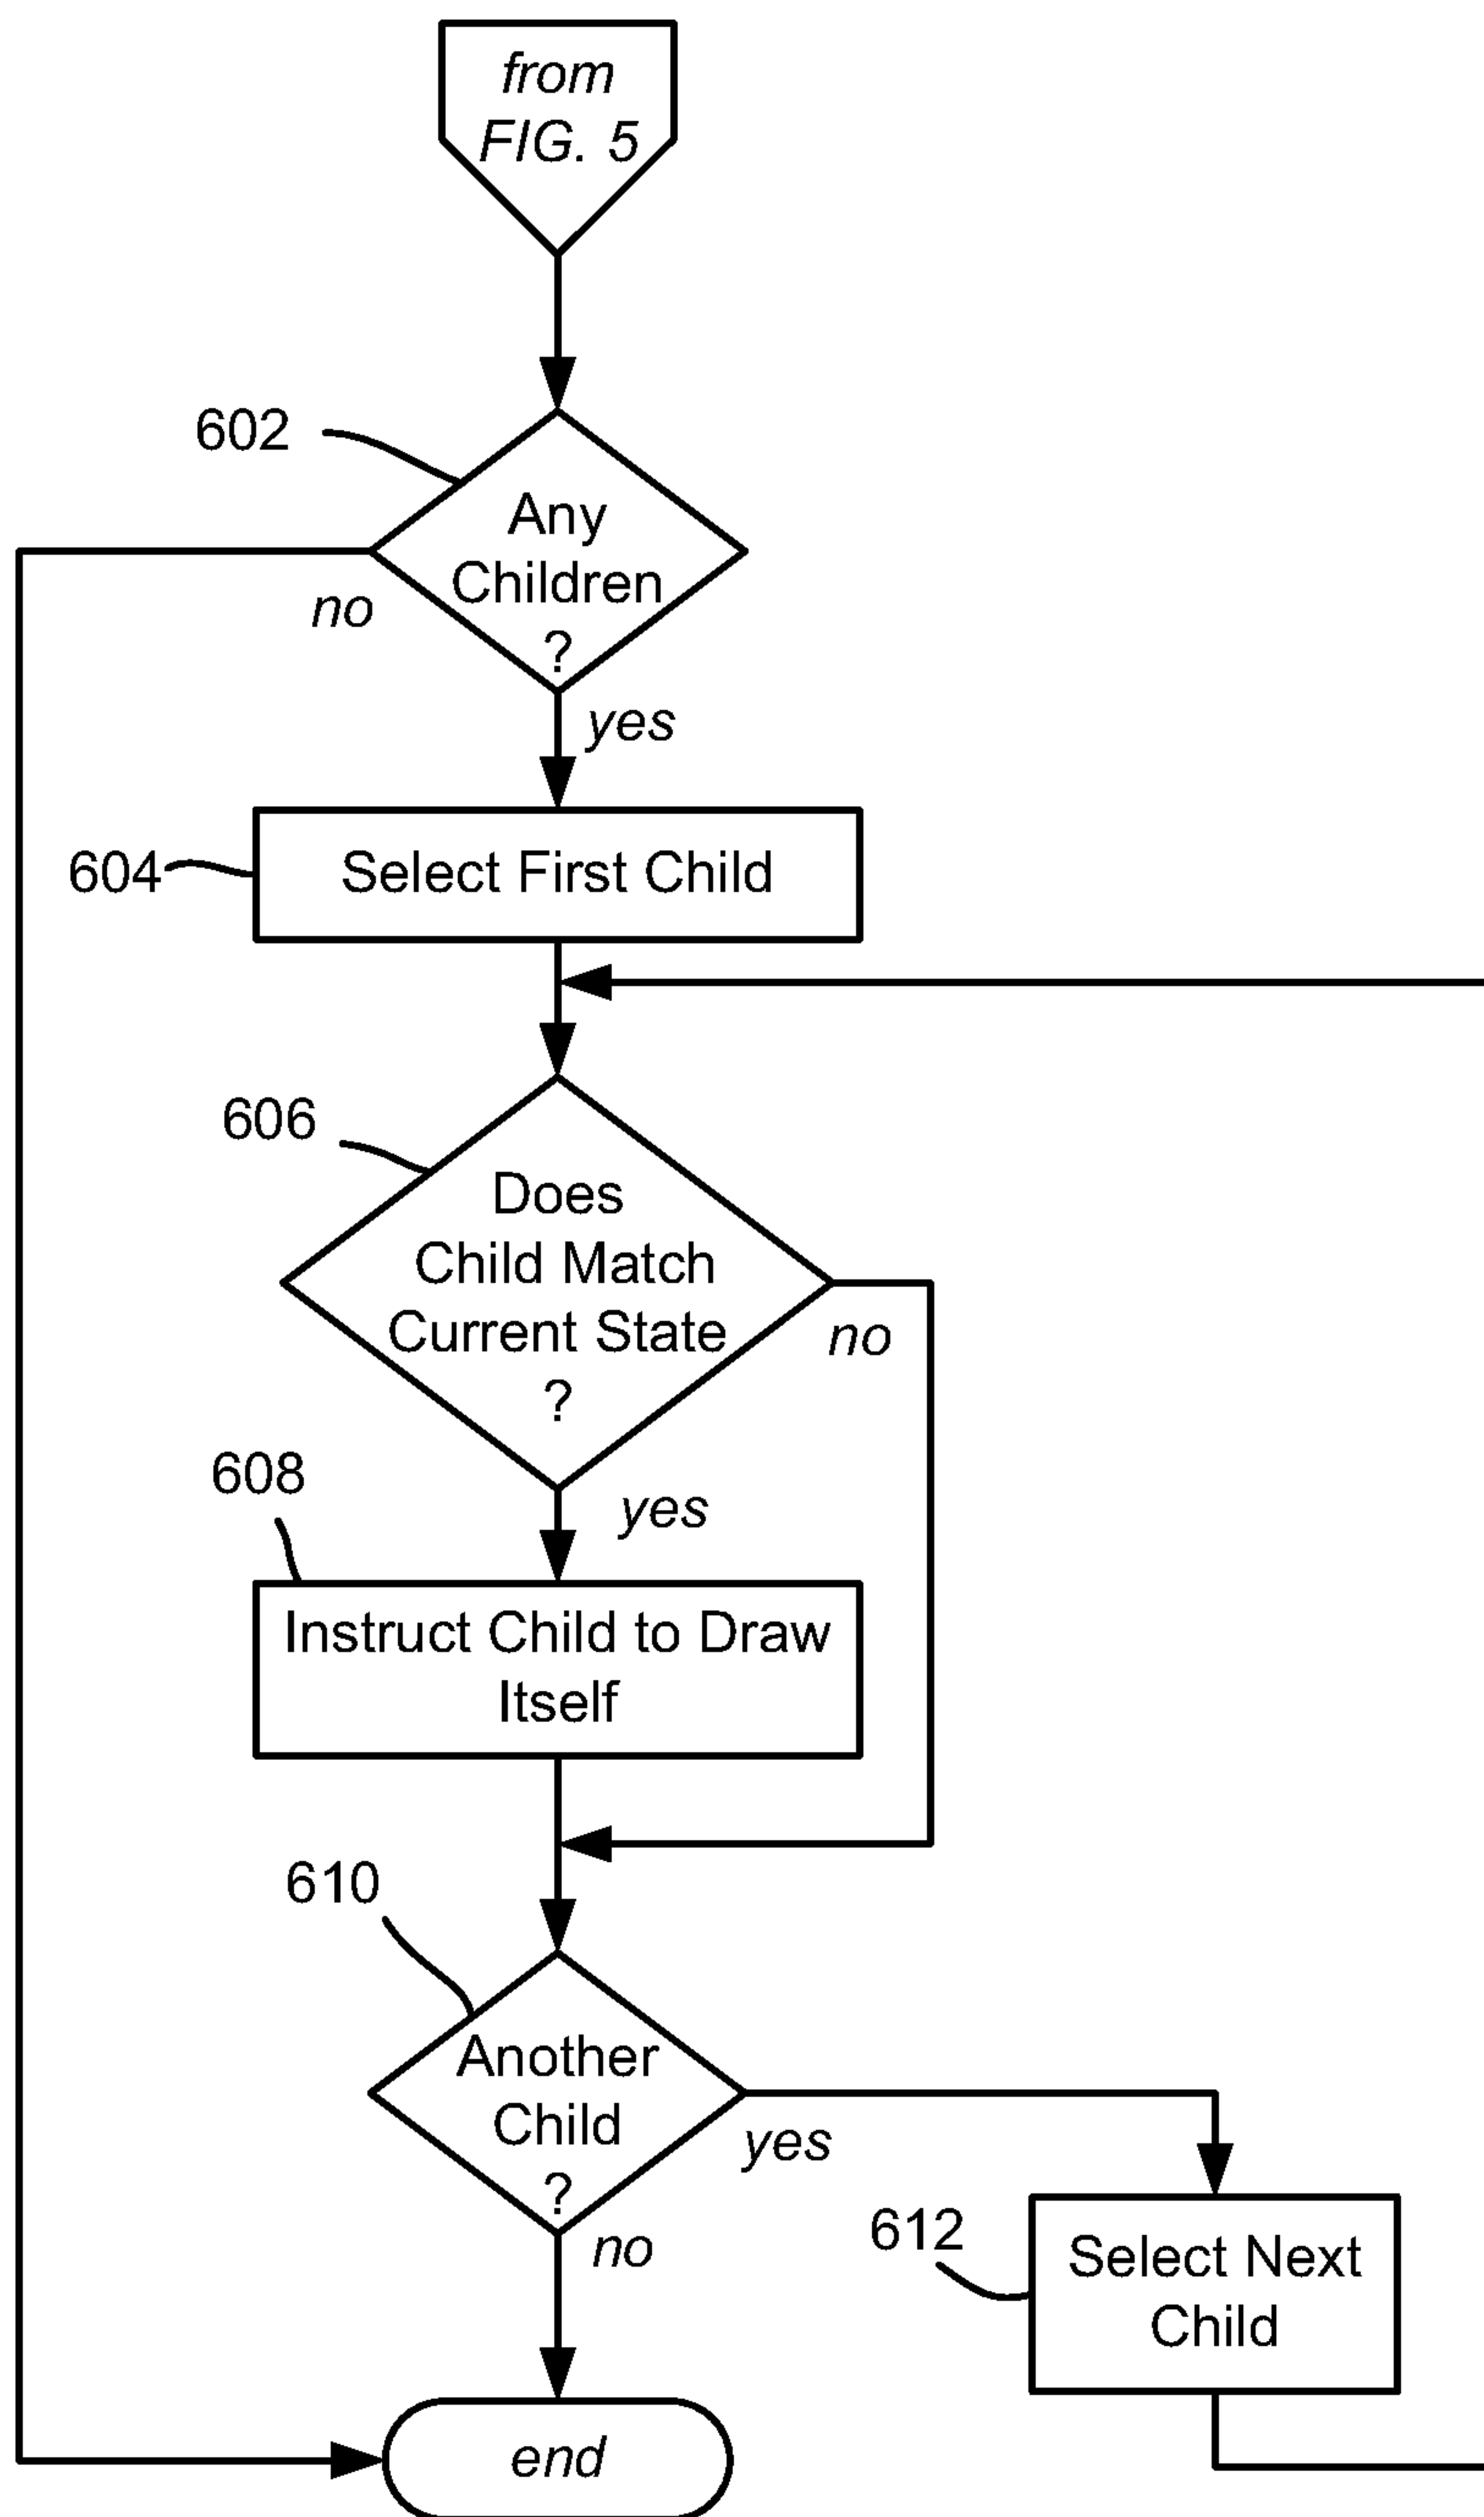 from
FIG. 5
602
Any
Children
?
no
yes
604
Select First Child
606
Does
Child Match
Current State
?
no
yes
608
Instruct Child to Draw
Itself
610
Another
Child
?
yes
no
612
Select Next
Child
end